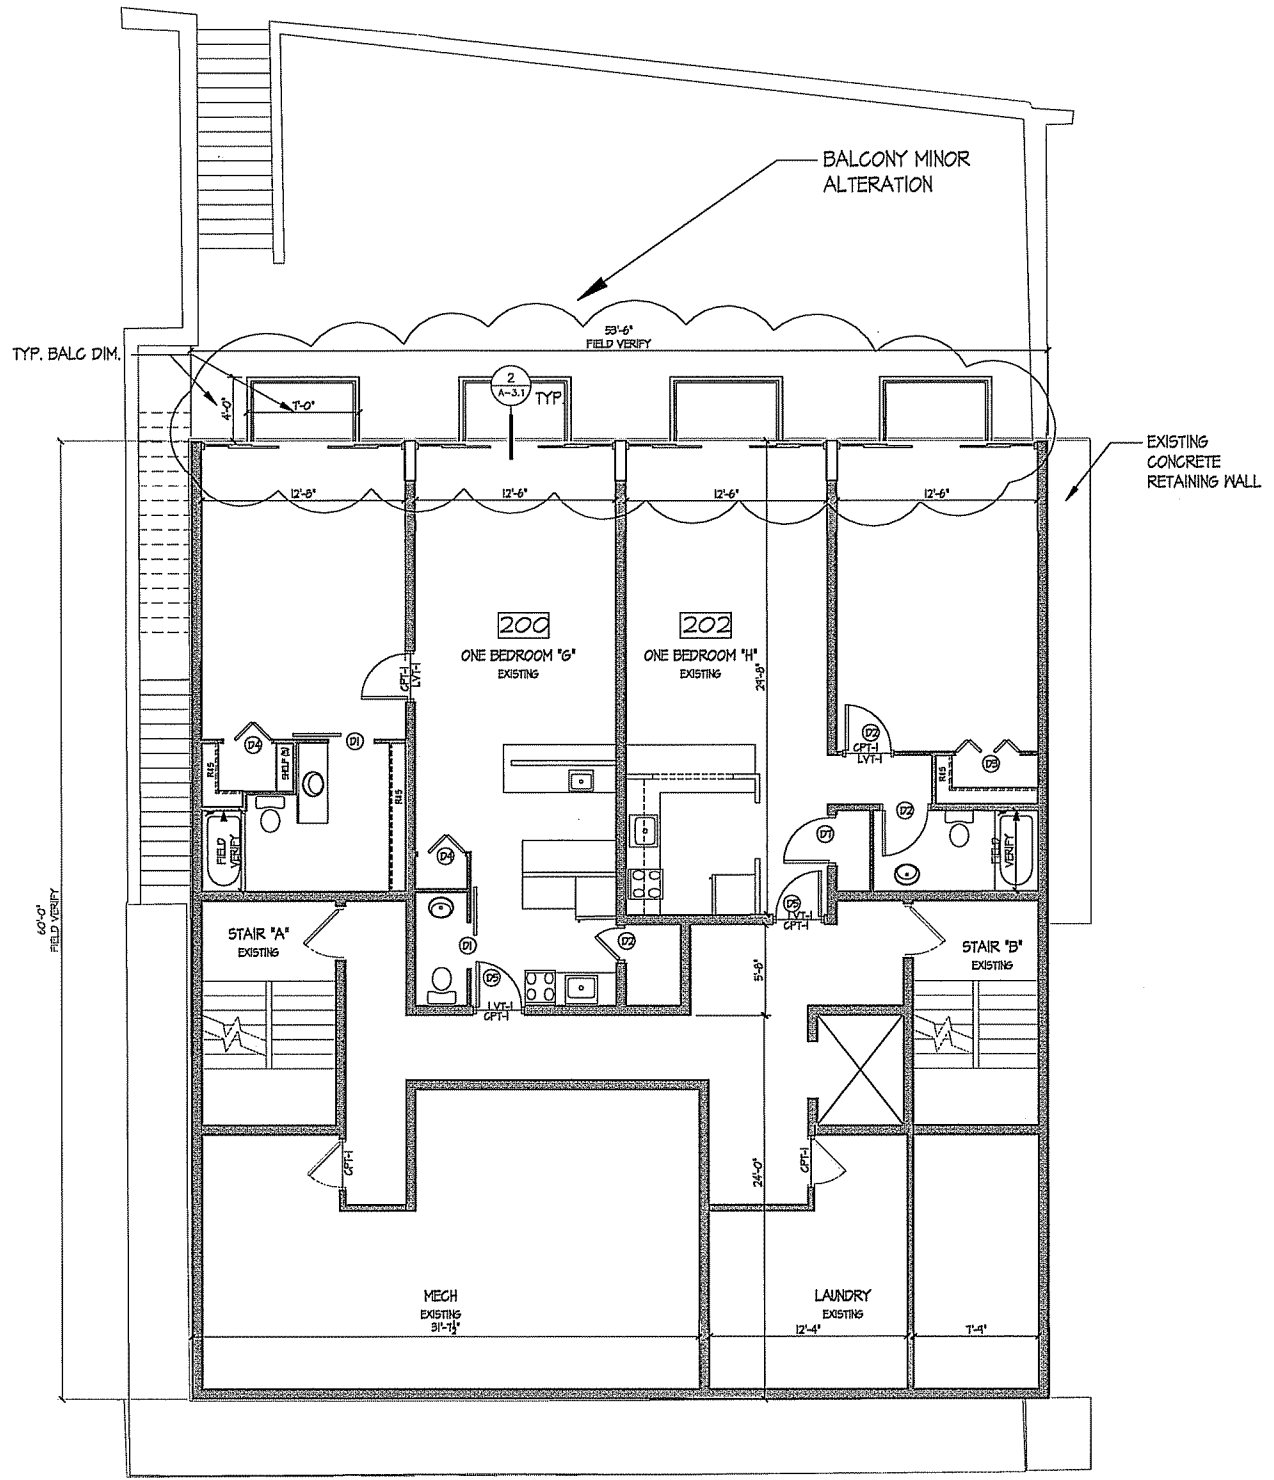 BALCONY MINOR
ALTERATION
53'-6"
FIELD VERIFY
TYP. BALC DIM.
4'-0"
7'-0"
2
A-3.1
TYP.
EXISTING
CONCRETE
RETAINING WALL
12'-8"
12'-6"
12'-6"
12'-6"
200
ONE BEDROOM "G"
EXISTING
202
ONE BEDROOM "H"
EXISTING
29'-8"
CPT-1
LVT-1
D2
CPT-1
LVT-1
D4
D1
SHELF (5)
R&S
R&S
R&S
D3
FIELD
VERIFY
D4
D7
D2
FIELD
VERIFY
D5
LVT-1
CPT-1
60'-0"
FIELD VERIFY
STAIR "A"
EXISTING
D1
D2
D5
LVT-1
CPT-1
5'-8"
STAIR "B"
EXISTING
CPT-1
CPT-1
24'-0"
MECH
EXISTING
31'-7½"
LAUNDRY
EXISTING
12'-4"
7'-9"